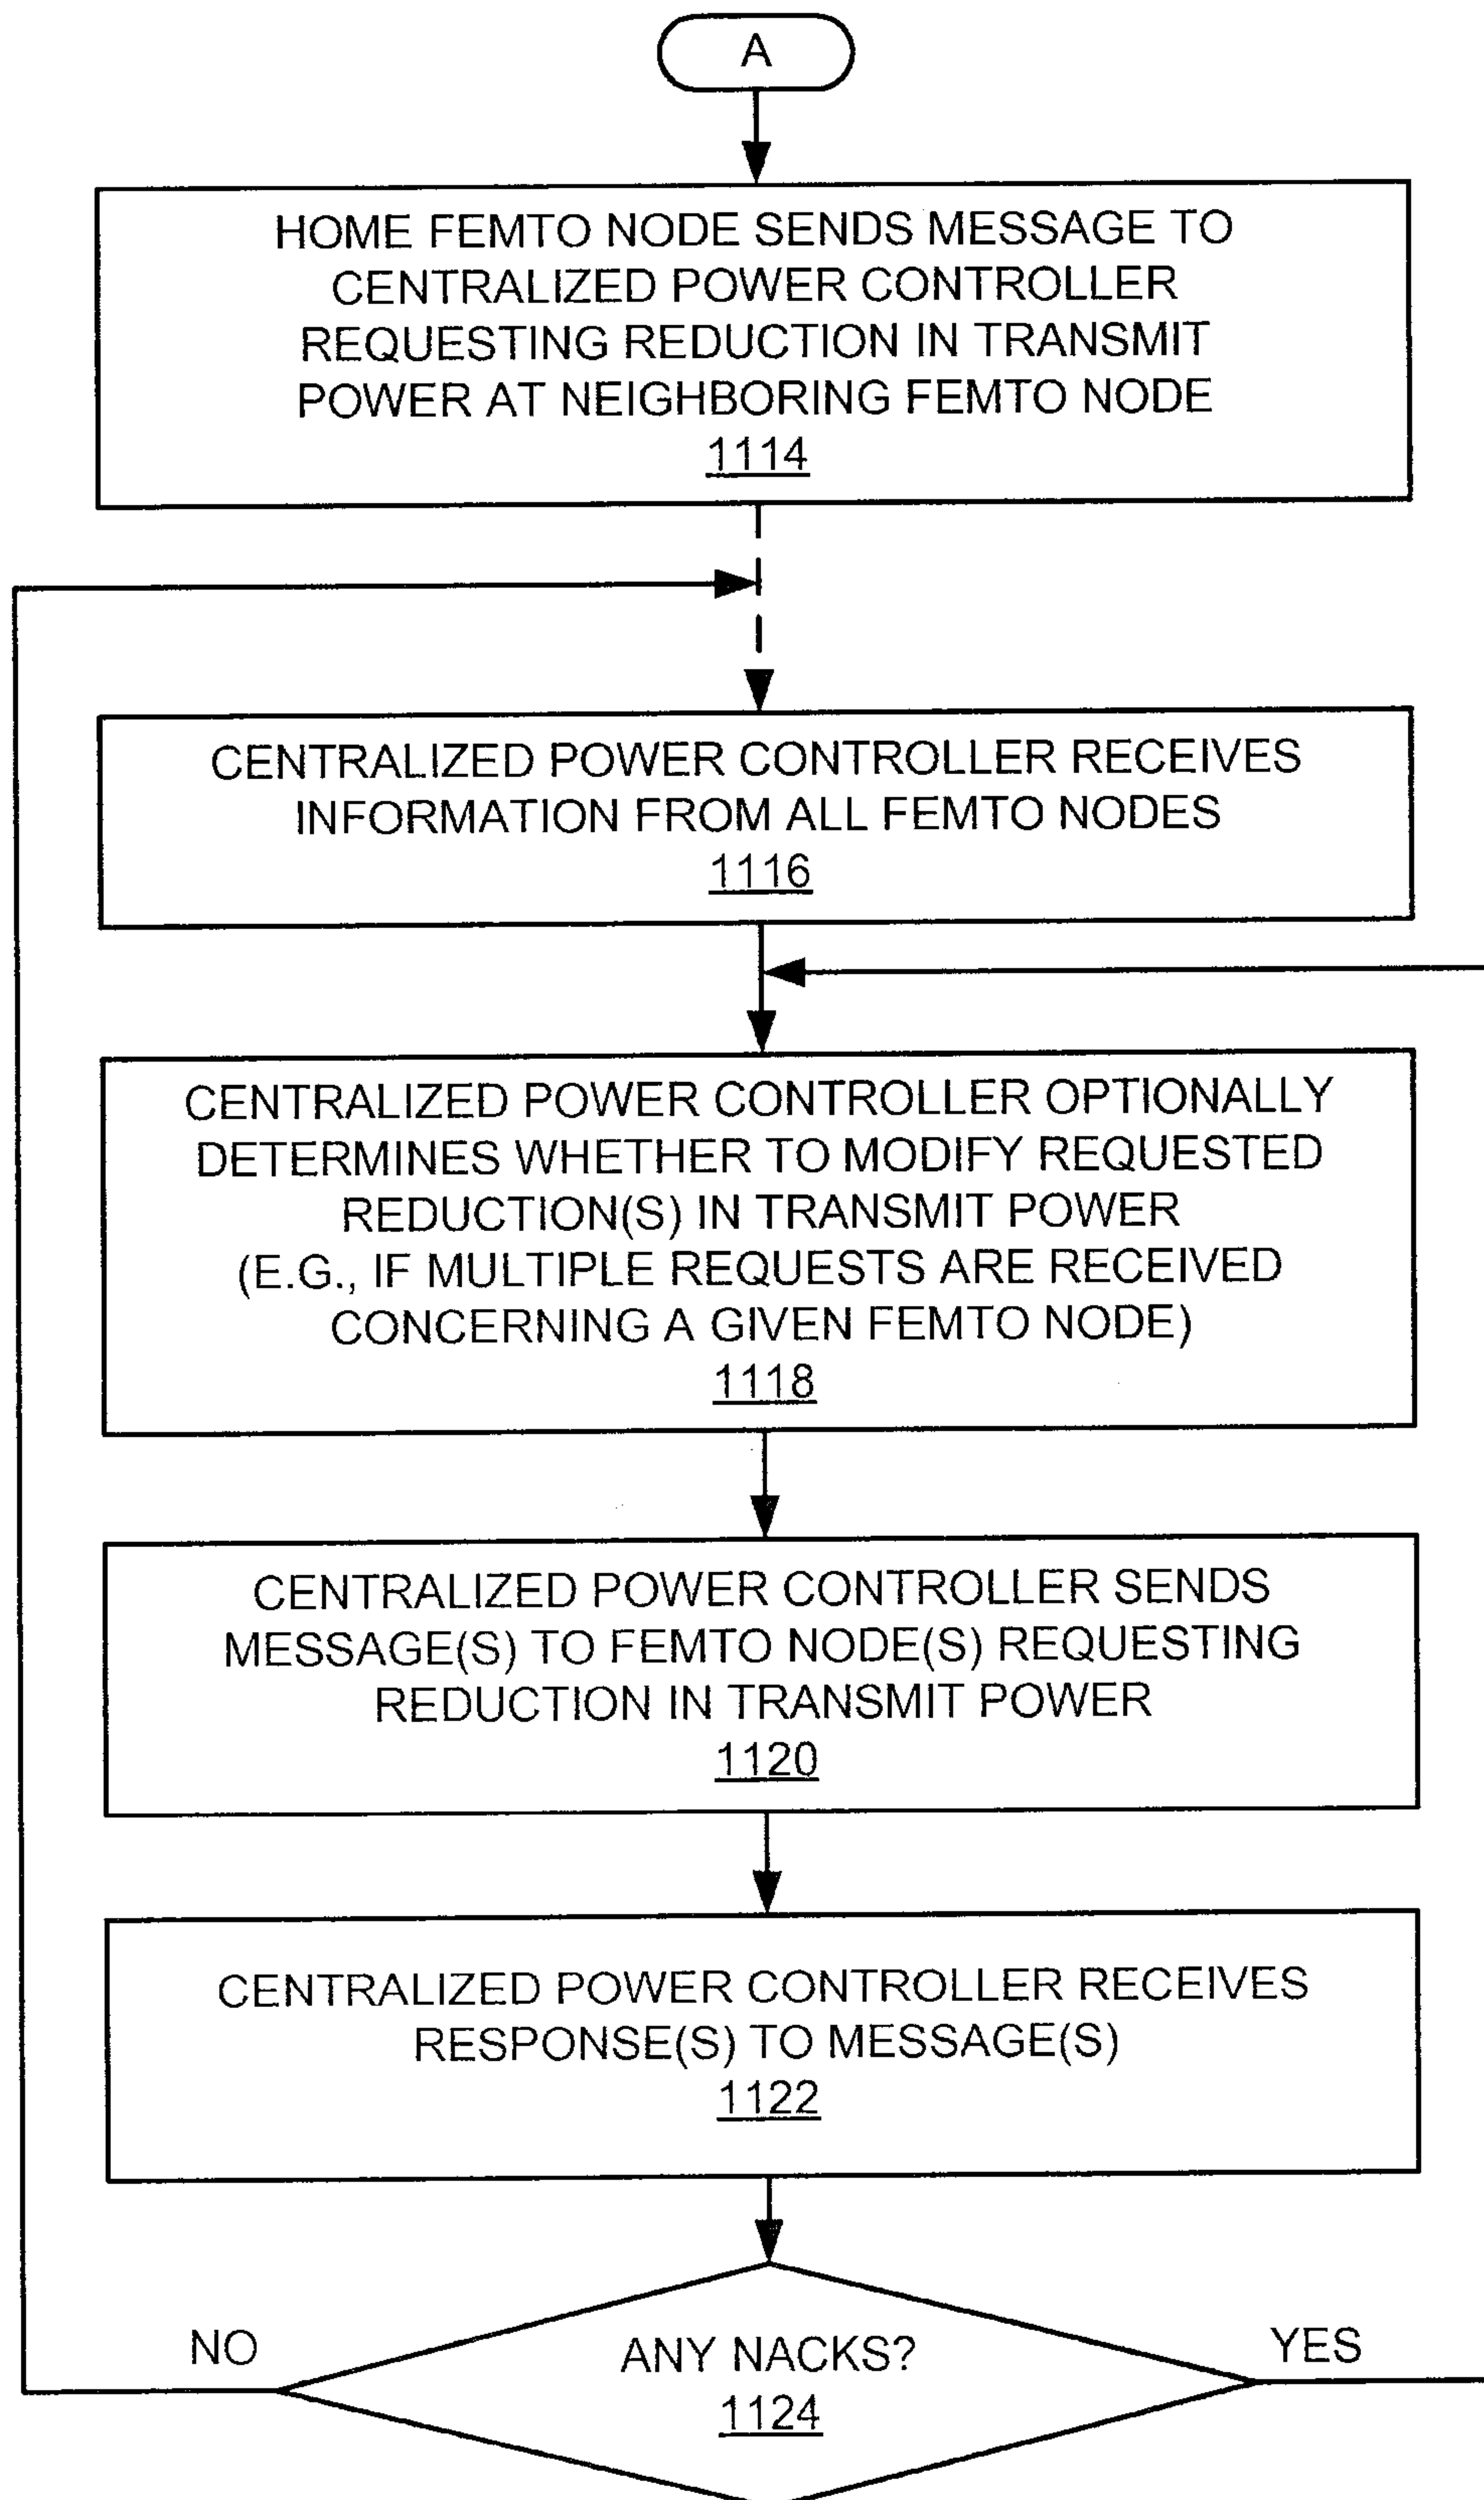 A
HOME FEMTO NODE SENDS MESSAGE TO
CENTRALIZED POWER CONTROLLER
REQUESTING REDUCTION IN TRANSMIT
POWER AT NEIGHBORING FEMTO NODE
1114
CENTRALIZED POWER CONTROLLER RECEIVES
INFORMATION FROM ALL FEMTO NODES
1116
CENTRALIZED POWER CONTROLLER OPTIONALLY
DETERMINES WHETHER TO MODIFY REQUESTED
REDUCTION(S) IN TRANSMIT POWER
(E.G., IF MULTIPLE REQUESTS ARE RECEIVED
CONCERNING A GIVEN FEMTO NODE)
1118
CENTRALIZED POWER CONTROLLER SENDS
MESSAGE(S) TO FEMTO NODE(S) REQUESTING
REDUCTION IN TRANSMIT POWER
1120
CENTRALIZED POWER CONTROLLER RECEIVES
RESPONSE(S) TO MESSAGE(S)
1122
NO
ANY NACKS?
YES
1124